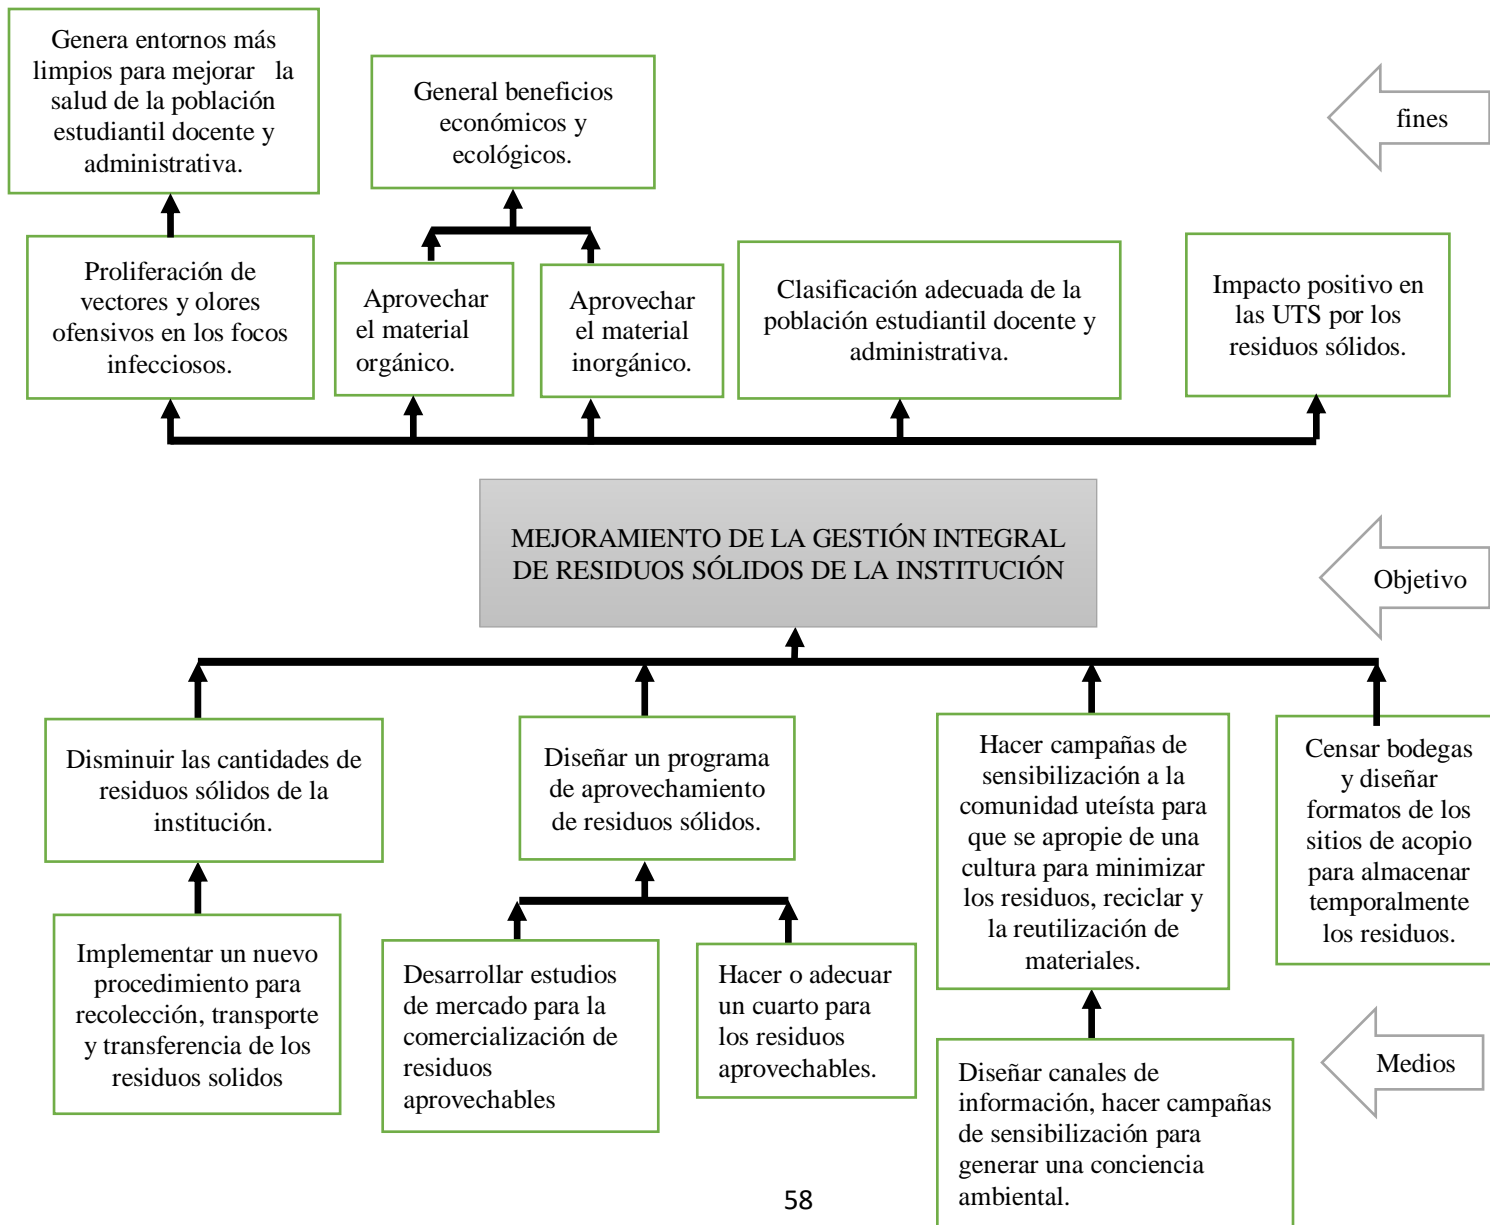 Genera entornos más
limpios para mejorar la
salud de la población
estudiantil docente y
administrativa.
General beneficios
económicos y
ecológicos.
fines
Proliferación de
vectores y olores
ofensivos en los focos
infecciosos.
Aprovechar
el material
orgánico.
Aprovechar
el material
inorgánico.
Clasificación adecuada de la
población estudiantil docente y
administrativa.
Impacto positivo en
las UTS por los
residuos sólidos.
MEJORAMIENTO DE LA GESTIÓN INTEGRAL
DE RESIDUOS SÓLIDOS DE LA INSTITUCIÓN
Objetivo
Disminuir las cantidades de
residuos sólidos de la
institución.
Diseñar un programa
de aprovechamiento
de residuos sólidos.
Hacer campañas de
sensibilización a la
comunidad uteísta para
que se apropie de una
cultura para minimizar
los residuos, reciclar y
la reutilización de
materiales.
Censar bodegas
y diseñar
formatos de los
sitios de acopio
para almacenar
temporalmente
los residuos.
Implementar un nuevo
procedimiento para
recolección, transporte
y transferencia de los
residuos solidos
Desarrollar estudios
de mercado para la
comercialización de
residuos
aprovechables
Hacer o adecuar
un cuarto para
los residuos
aprovechables.
Diseñar canales de
información, hacer campañas
de sensibilización para
generar una conciencia
ambiental.
Medios
58